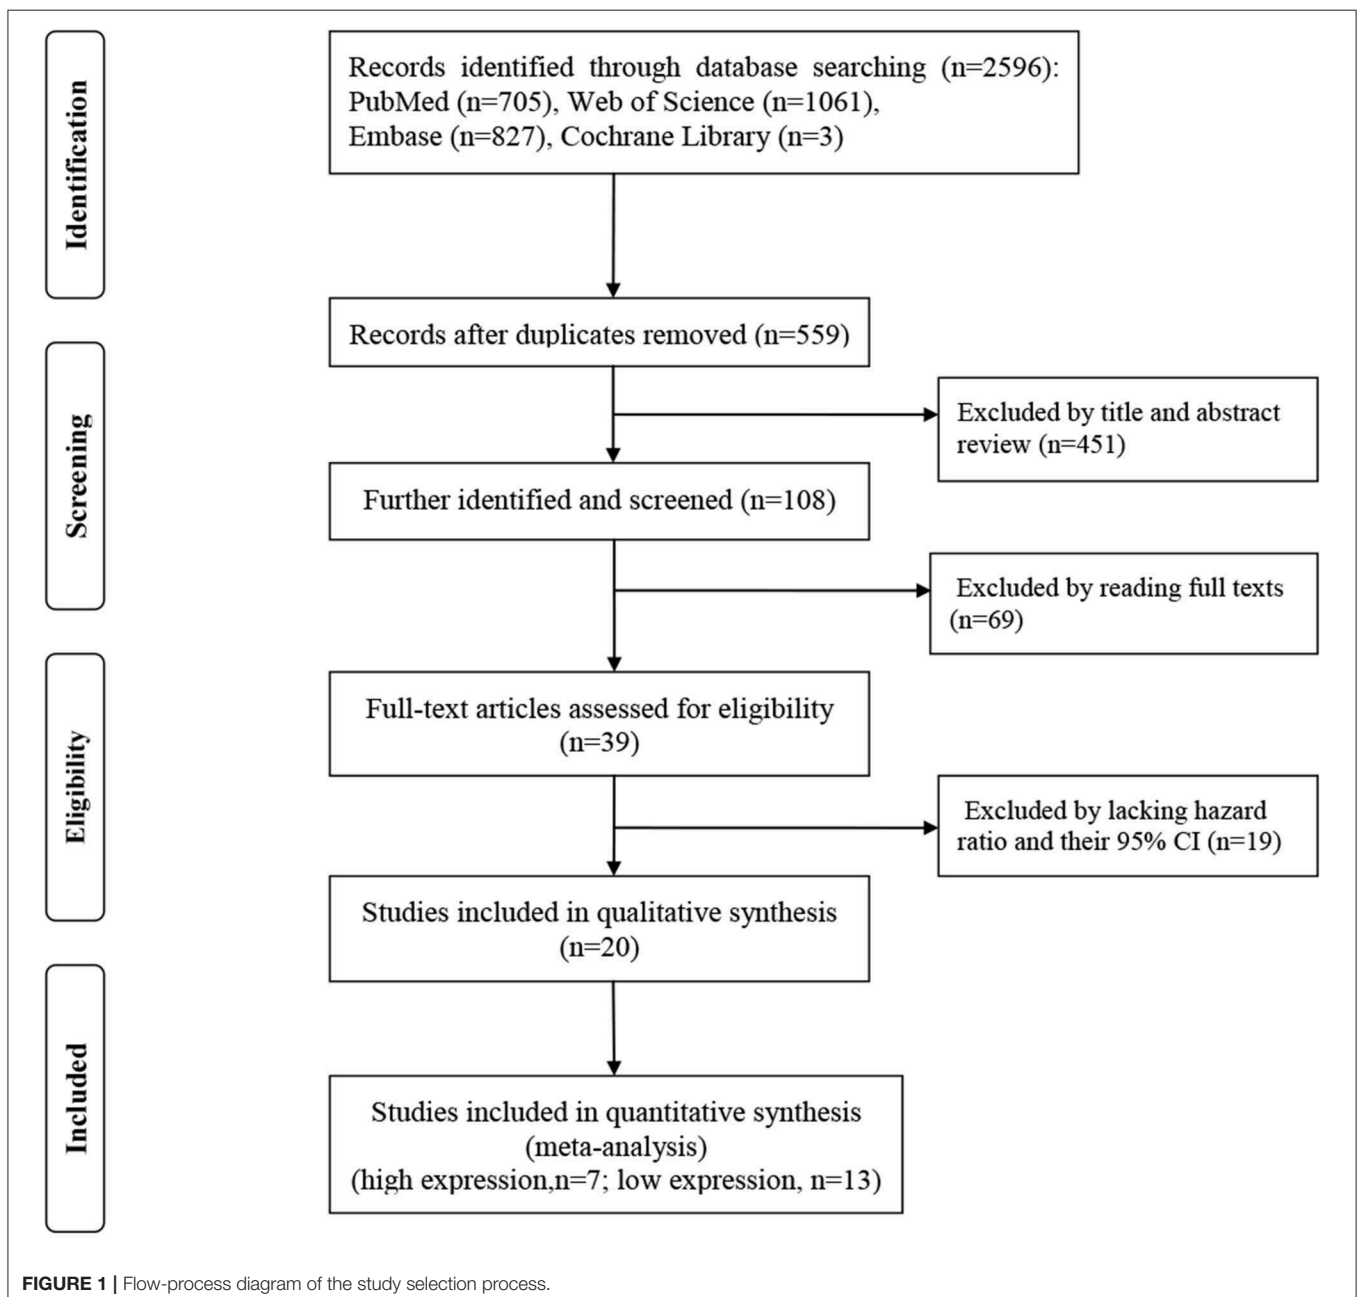 Identification
Records identified through database searching (n=2596):
PubMed (n=705), Web of Science (n=1061),
Embase (n=827), Cochrane Library (n=3)
Records after duplicates removed (n=559)
Screening
Excluded by title and abstract
review (n=451)
Further identified and screened (n=108)
Excluded by reading full texts
(n=69)
Eligibility
Full-text articles assessed for eligibility
(n=39)
Excluded by lacking hazard
ratio and their 95% CI (n=19)
Studies included in qualitative synthesis
(n=20)
Included
Studies included in quantitative synthesis
(meta-analysis)
(high expression,n=7; low expression, n=13)
FIGURE 1 | Flow-process diagram of the study selection process.